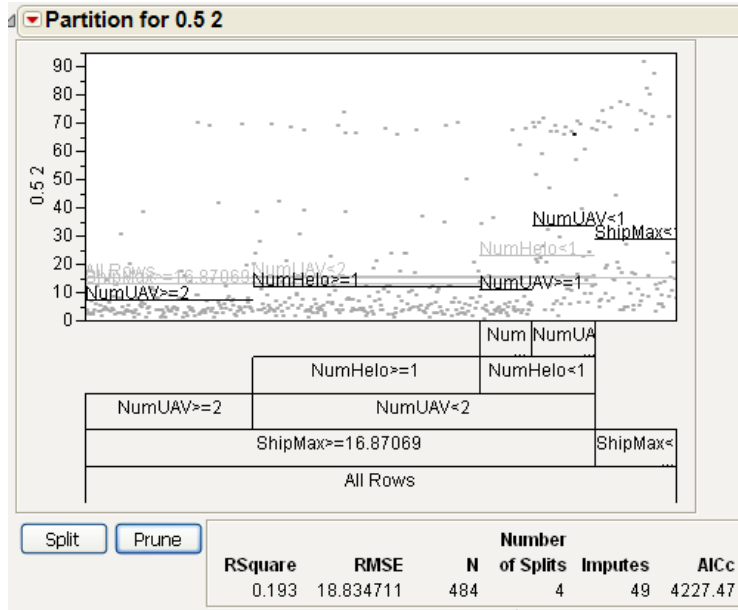 Partition for 0.5 2
90
80
70
60
50
40
30
20
10
0
0.5 2
NumUAV<1
ShipMax<
NumHelo<1
All Rows
ShipMax>=16.87069
NumUAV<2
NumHelo>=1
NumUAV>=1
NumUAV>=2
Num
...
NumUA
...
NumHelo>=1
NumHelo<1
NumUAV>=2
NumUAV<2
ShipMax>=16.87069
ShipMax<
...
All Rows
Split
Prune
Number
RSquare RMSE N of Splits Imputes AICc
0.193 18.834711 484 4 49 4227.47